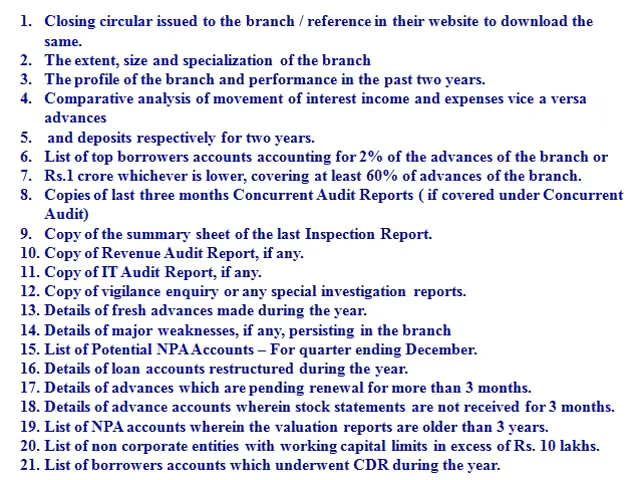 1. Closing circular issued to the branch / reference in their website to download the
same.
2. The extent, size and specialization of the branch
3. The profile of the branch and performance in the past two years.
4. Comparative analysis of movement of interest income and expenses vice a versa
advances
5. and deposits respectively for two years.
6. List of top borrowers accounts accounting for 2% of the advances of the branch or
7. Rs.1 crore whichever is lower, covering at least 60% of advances of the branch.
8. Copies of last three months Concurrent Audit Reports ( if covered under Concurrent
Audit)
9. Copy of the summary sheet of the last Inspection Report.
10. Copy of Revenue Audit Report, if any.
11. Copy of IT Audit Report, if any.
12. Copy of vigilance enquiry or any special investigation reports.
13. Details of fresh advances made during the year.
14. Details of major weaknesses, if any, persisting in the branch
15. List of Potential NPA Accounts – For quarter ending December.
16. Details of loan accounts restructured during the year.
17. Details of advances which are pending renewal for more than 3 months.
18. Details of advance accounts wherein stock statements are not received for 3 months.
19. List of NPA accounts wherein the valuation reports are older than 3 years.
20. List of non corporate entities with working capital limits in excess of Rs. 10 lakhs.
21. List of borrowers accounts which underwent CDR during the year.